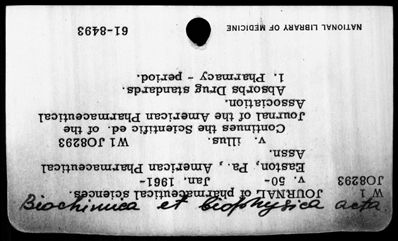 Biochimica et biophysica acta
W 1 JOURNAL of pharmaceutical sciences.
JO8293 v. 50- Jan. 1961-
Easton, Pa., American Pharmaceutical
Assn.
v. illus. W1 JO8293
Continues the Scientific ed. of the
Journal of the American Pharmaceutical
Association.
Absorbs Drug standards.
1. Pharmacy - period.
NATIONAL LIBRARY OF MEDICINE 61-8493